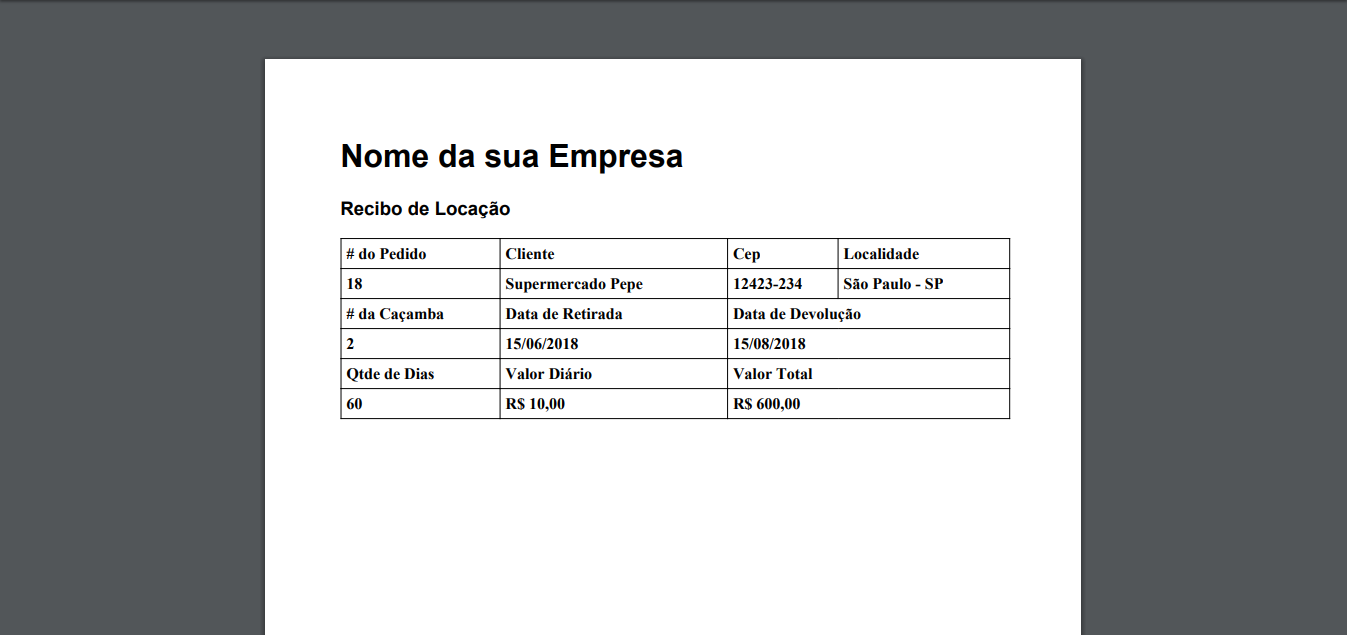 Nome da sua Empresa
Recibo de Locação
# do Pedido Cliente Cep Localidade
18 Supermercado Pepe 12423-234 São Paulo - SP
# da Caçamba Data de Retirada Data de Devolução
2 15/06/2018 15/08/2018
Qtde de Dias Valor Diário Valor Total
60 R$ 10,00 R$ 600,00